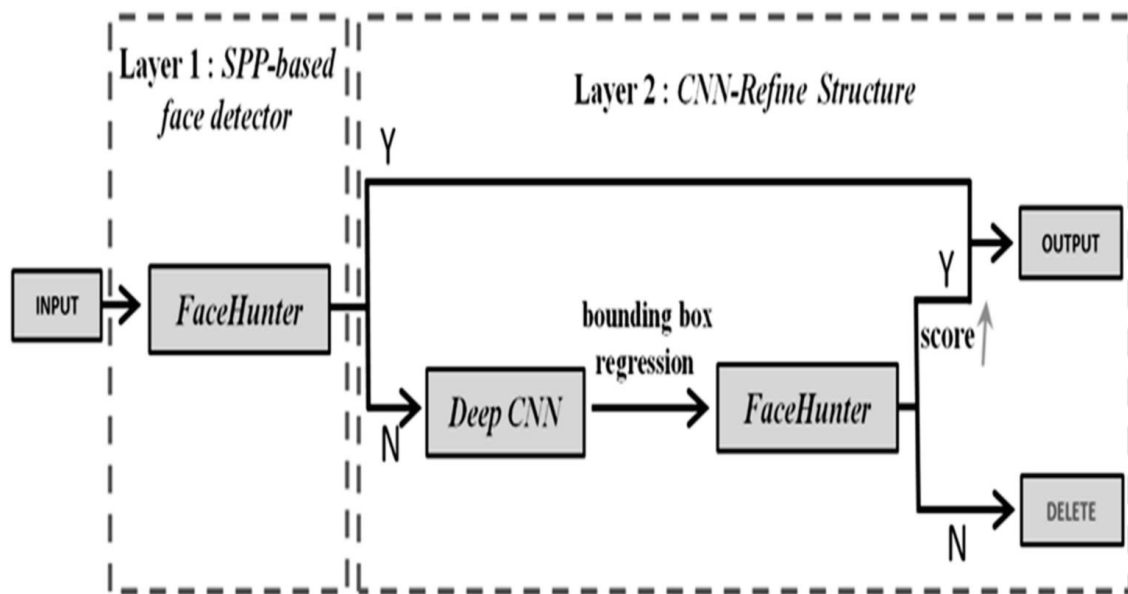 Layer 1 : SPP-based
face detector
Layer 2 : CNN-Refine Structure
Y
INPUT
FaceHunter
OUTPUT
Y
bounding box
regression
score
Deep CNN
FaceHunter
N
DELETE
N